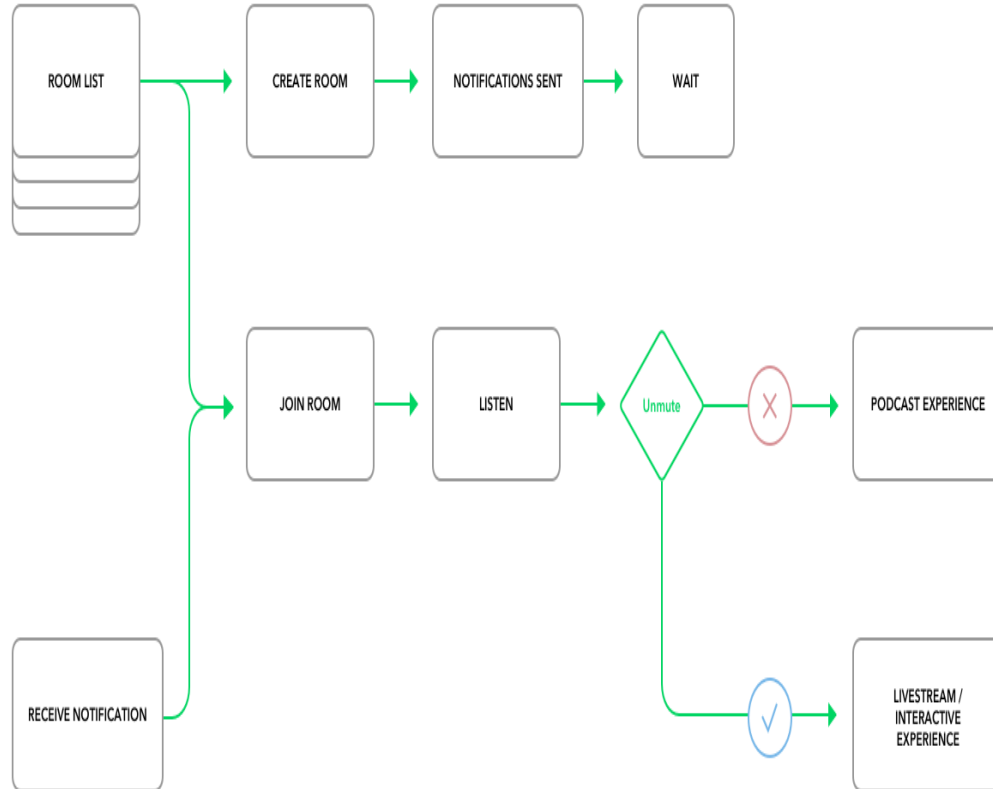 ROOM LIST
CREATE ROOM
NOTIFICATIONS SENT
WAIT
JOIN ROOM
LISTEN
Unmute
PODCAST EXPERIENCE
RECEIVE NOTIFICATION
LIVESTREAM /
INTERACTIVE
EXPERIENCE